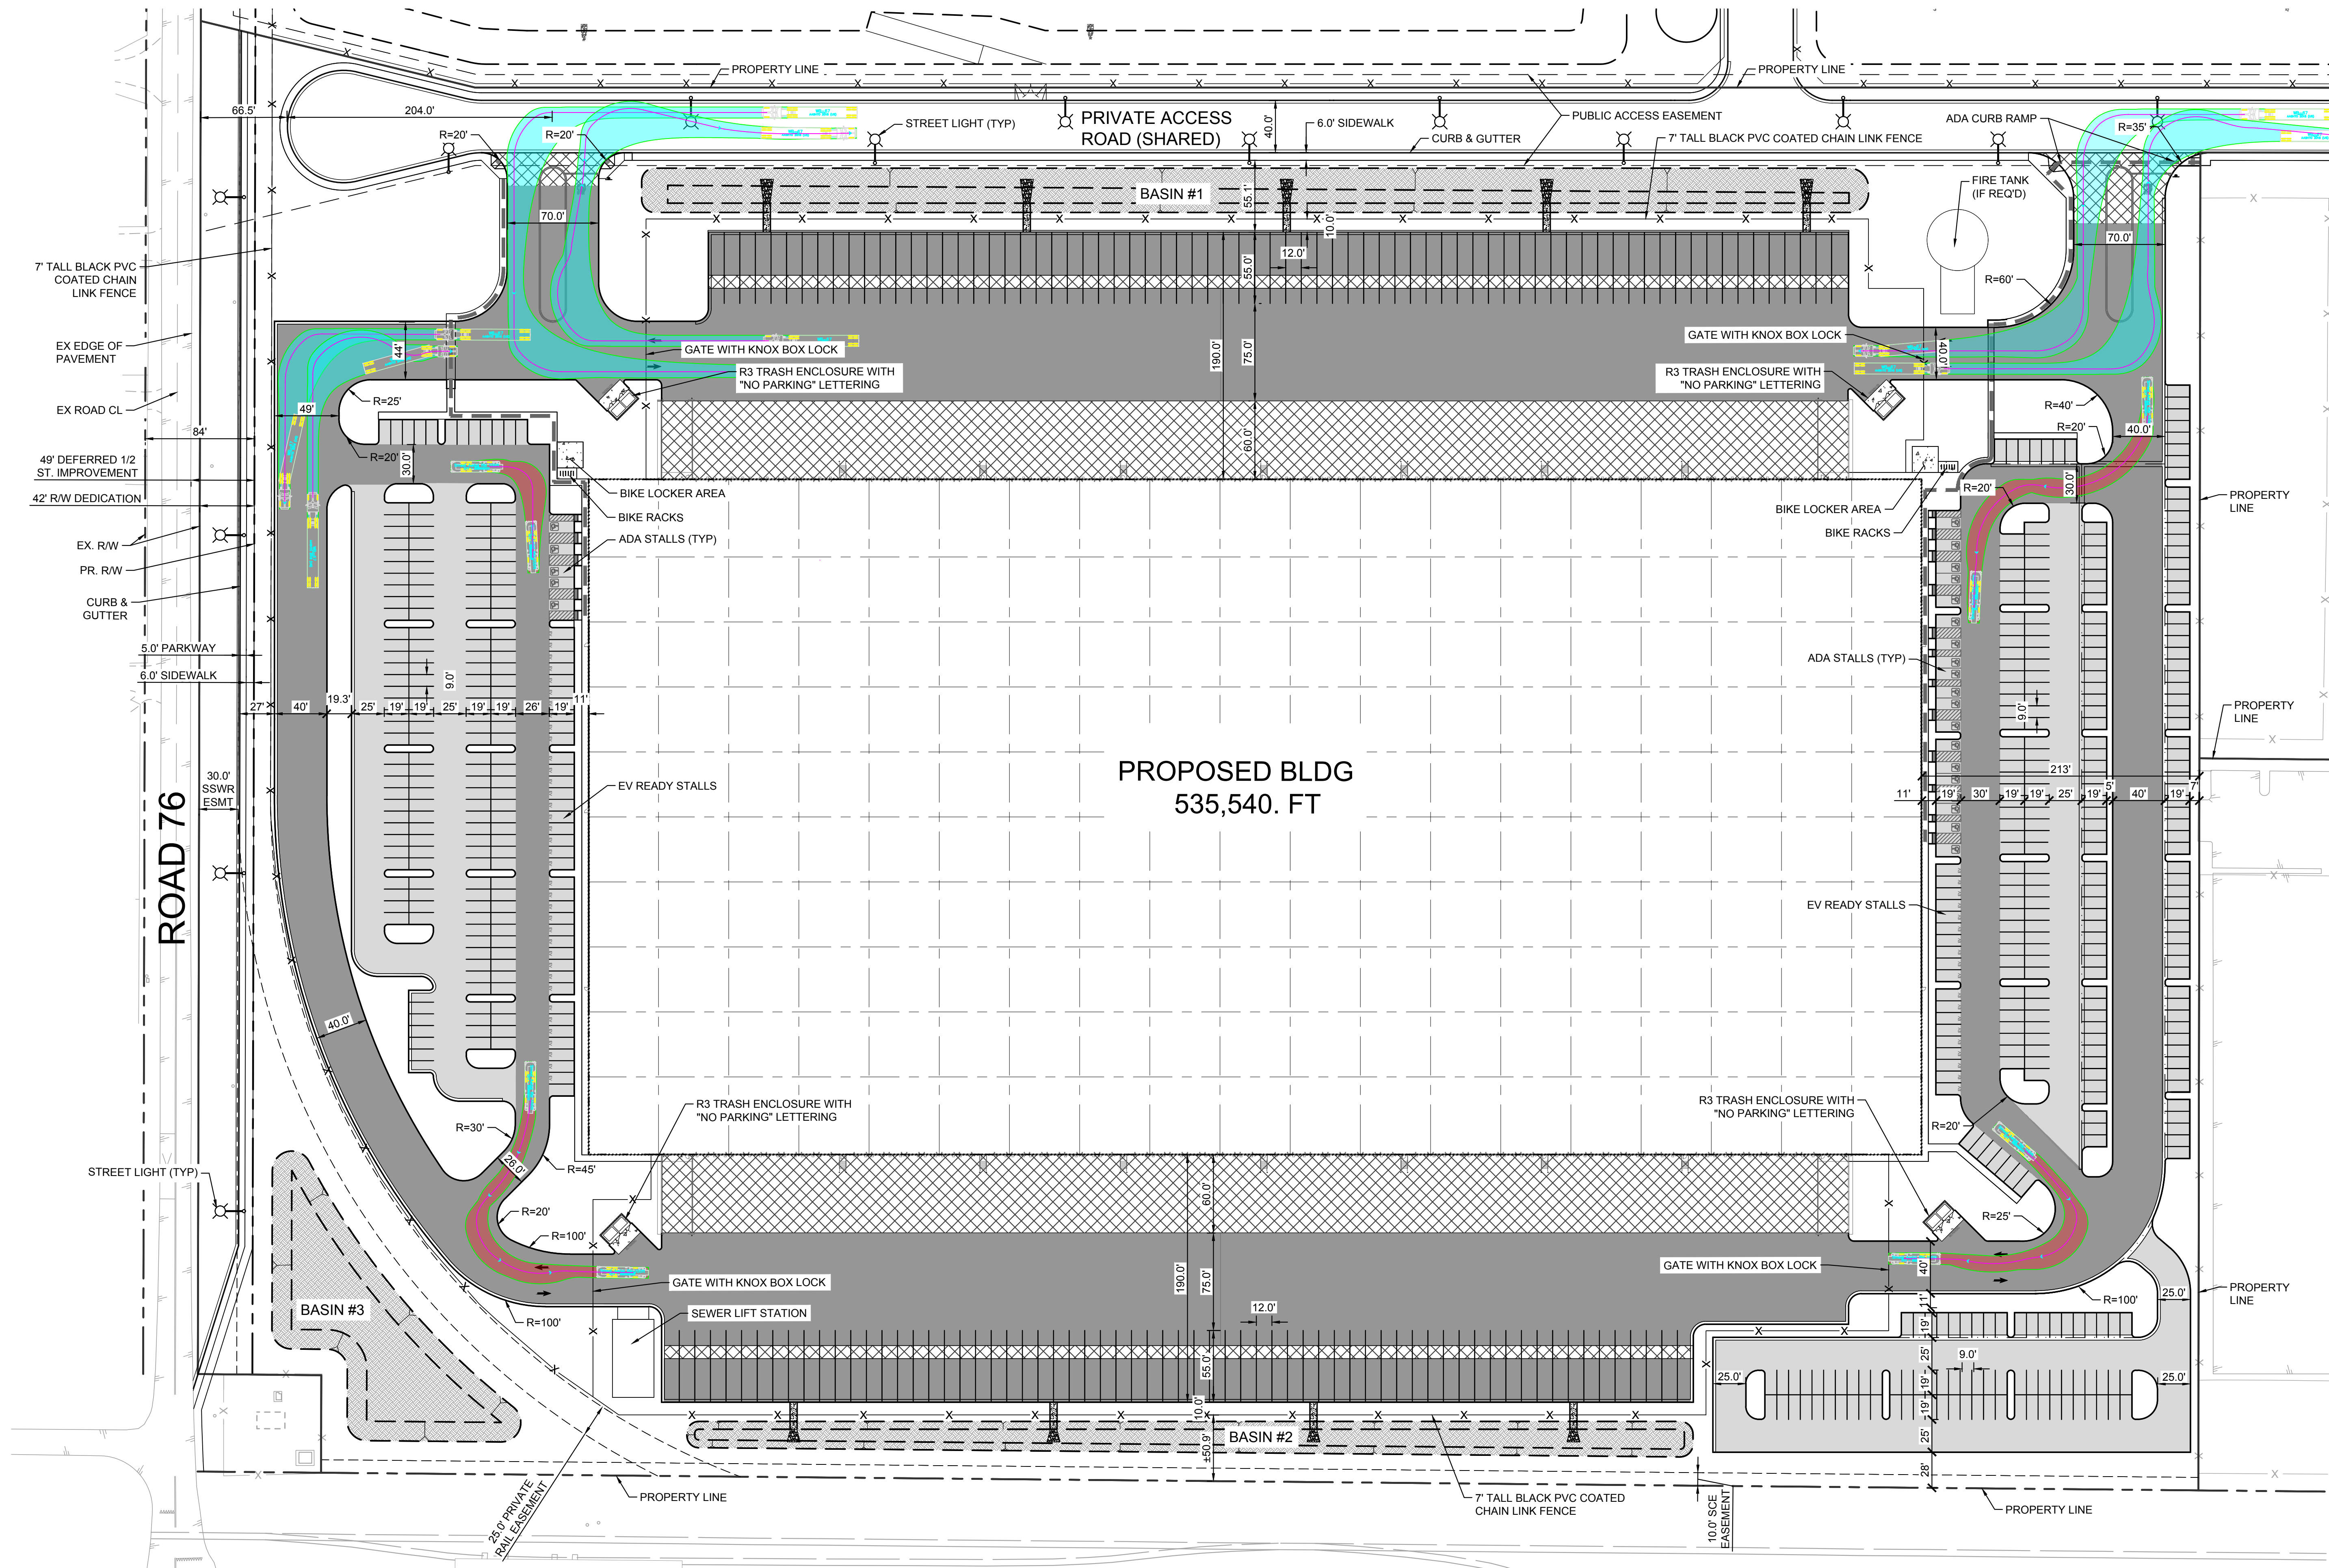 PROPERTY LINE
PROPERTY LINE
66.5'
204.0'
R=20'
R=20'
STREET LIGHT (TYP)
PRIVATE ACCESS
ROAD (SHARED)
40.0'
6.0' SIDEWALK
CURB & GUTTER
PUBLIC ACCESS EASEMENT
7' TALL BLACK PVC COATED CHAIN LINK FENCE
ADA CURB RAMP
R=35'
FIRE TANK
(IF REQ'D)
BASIN #1
55.1'
10.0'
70.0'
70.0'
12.0'
55.0'
R=60'
7' TALL BLACK PVC
COATED CHAIN
LINK FENCE
EX EDGE OF
PAVEMENT
44'
GATE WITH KNOX BOX LOCK
R3 TRASH ENCLOSURE WITH
"NO PARKING" LETTERING
190.0'
75.0'
GATE WITH KNOX BOX LOCK
40.0'
R3 TRASH ENCLOSURE WITH
"NO PARKING" LETTERING
EX ROAD CL
49'
R=25'
R=40'
84'
R=20'
30.0'
60.0'
R=20'
40.0'
49' DEFERRED 1/2
ST. IMPROVEMENT
42' R/W DEDICATION
BIKE LOCKER AREA
BIKE RACKS
ADA STALLS (TYP)
R=20'
30.0'
BIKE LOCKER AREA
BIKE RACKS
PROPERTY
LINE
EX. R/W
PR. R/W
CURB &
GUTTER
5.0' PARKWAY
6.0' SIDEWALK
9.0'
ADA STALLS (TYP)
9.0'
27'
40'
19.3'
25'
19'
19'
25'
19'
19'
26'
19'
11'
PROPERTY
LINE
30.0'
SSWR
ESMT
ROAD 76
EV READY STALLS
PROPOSED BLDG
535,540. FT
213'
11'
19'
30'
19'
19'
25'
19'
5'
40'
19'
7'
EV READY STALLS
40.0'
R3 TRASH ENCLOSURE WITH
"NO PARKING" LETTERING
R3 TRASH ENCLOSURE WITH
"NO PARKING" LETTERING
R=30'
26.0'
R=45'
R=20'
STREET LIGHT (TYP)
R=20'
R=100'
60.0'
R=25'
GATE WITH KNOX BOX LOCK
SEWER LIFT STATION
190.0'
75.0'
GATE WITH KNOX BOX LOCK
40'
BASIN #3
R=100'
12.0'
R=100'
25.0'
PROPERTY
LINE
11'
19'
55.0'
25'
9.0'
25.0'
19'
25.0'
19'
10.0'
BASIN #2
±50.9'
25'
28'
25.0' PRIVATE
RAIL EASEMENT
PROPERTY LINE
7' TALL BLACK PVC COATED
CHAIN LINK FENCE
10.0' SCE
EASEMENT
PROPERTY LINE